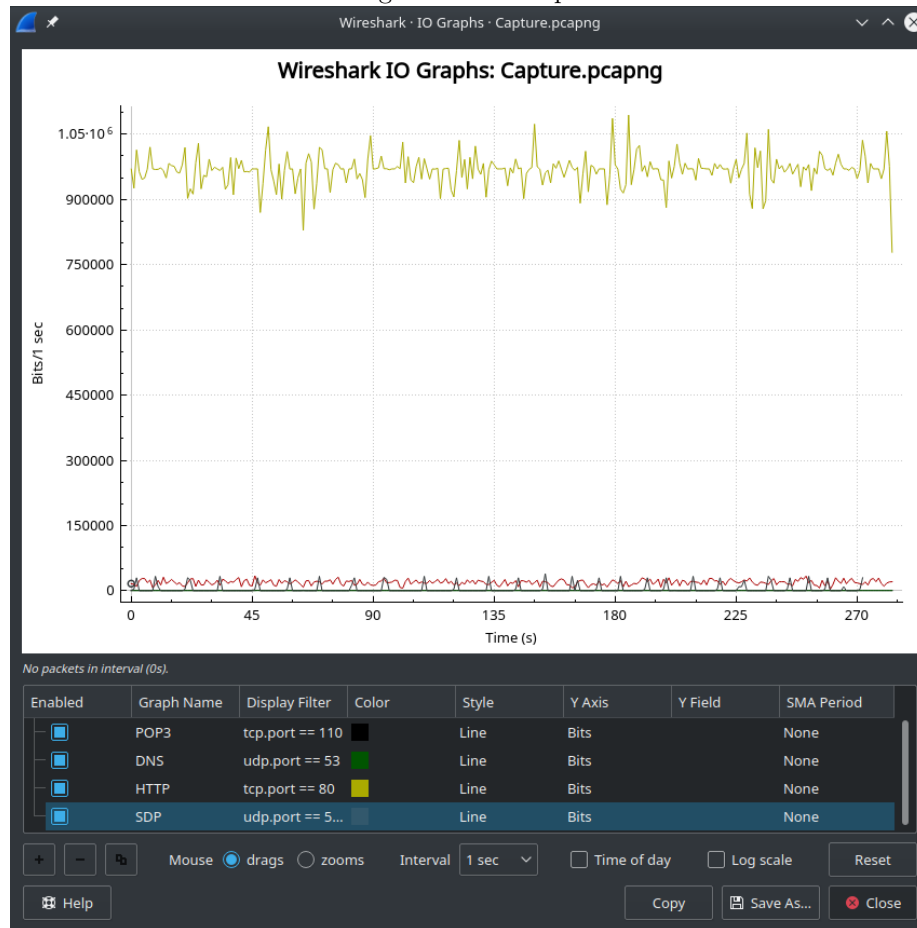 Wireshark · IO Graphs · Capture.pcapng
Wireshark IO Graphs: Capture.pcapng
1.05·10⁶
900000
750000
600000
450000
300000
150000
0
Bits/1 sec
0 45 90 135 180 225 270
Time (s)
No packets in interval (0s).
Enabled Graph Name Display Filter Color Style Y Axis Y Field SMA Period
POP3 tcp.port == 110 Line Bits None
DNS udp.port == 53 Line Bits None
HTTP tcp.port == 80 Line Bits None
SDP udp.port == 5... Line Bits None
+ − Mouse drags zooms Interval 1 sec Time of day Log scale Reset
Help Copy Save As... Close